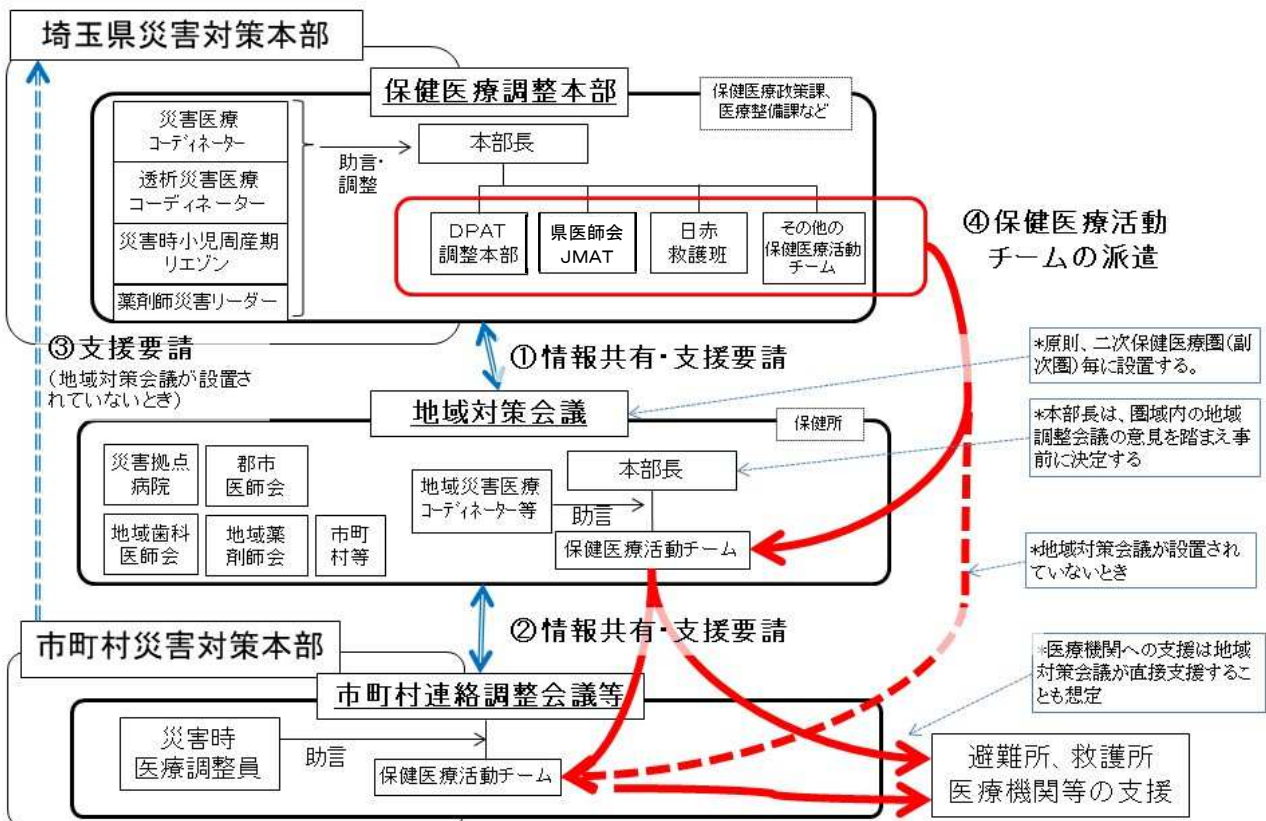 埼玉県災害対策本部
保健医療調整本部
保健医療政策課、
医療整備課など
災害医療
コーディネーター
透析災害医療
コーディネーター
災害時小児周産期
リエゾン
薬剤師災害リーダー
助言・
調整
本部長
DPAT
調整本部
県医師会
JMAT
日赤
救護班
その他の
保健医療活動
チーム
④保健医療活動
チームの派遣
③支援要請
(地域対策会議が設置さ
れていないとき)
①情報共有・支援要請
*原則、二次保健医療圏(副
次圏)毎に設置する。
地域対策会議
保健所
*本部長は、圏域内の地域
調整会議の意見を踏まえ事
前に決定する
災害拠点
病院
郡市
医師会
地域歯科
医師会
地域薬
剤師会
市町
村等
地域災害医療
コーディネーター等
助言
本部長
保健医療活動チーム
*地域対策会議が設置され
ていないとき
②情報共有・支援要請
市町村災害対策本部
*医療機関への支援は地域
対策会議が直接支援するこ
とも想定
市町村連絡調整会議等
災害時
医療調整員
助言
保健医療活動チーム
避難所、救護所
医療機関等の支援